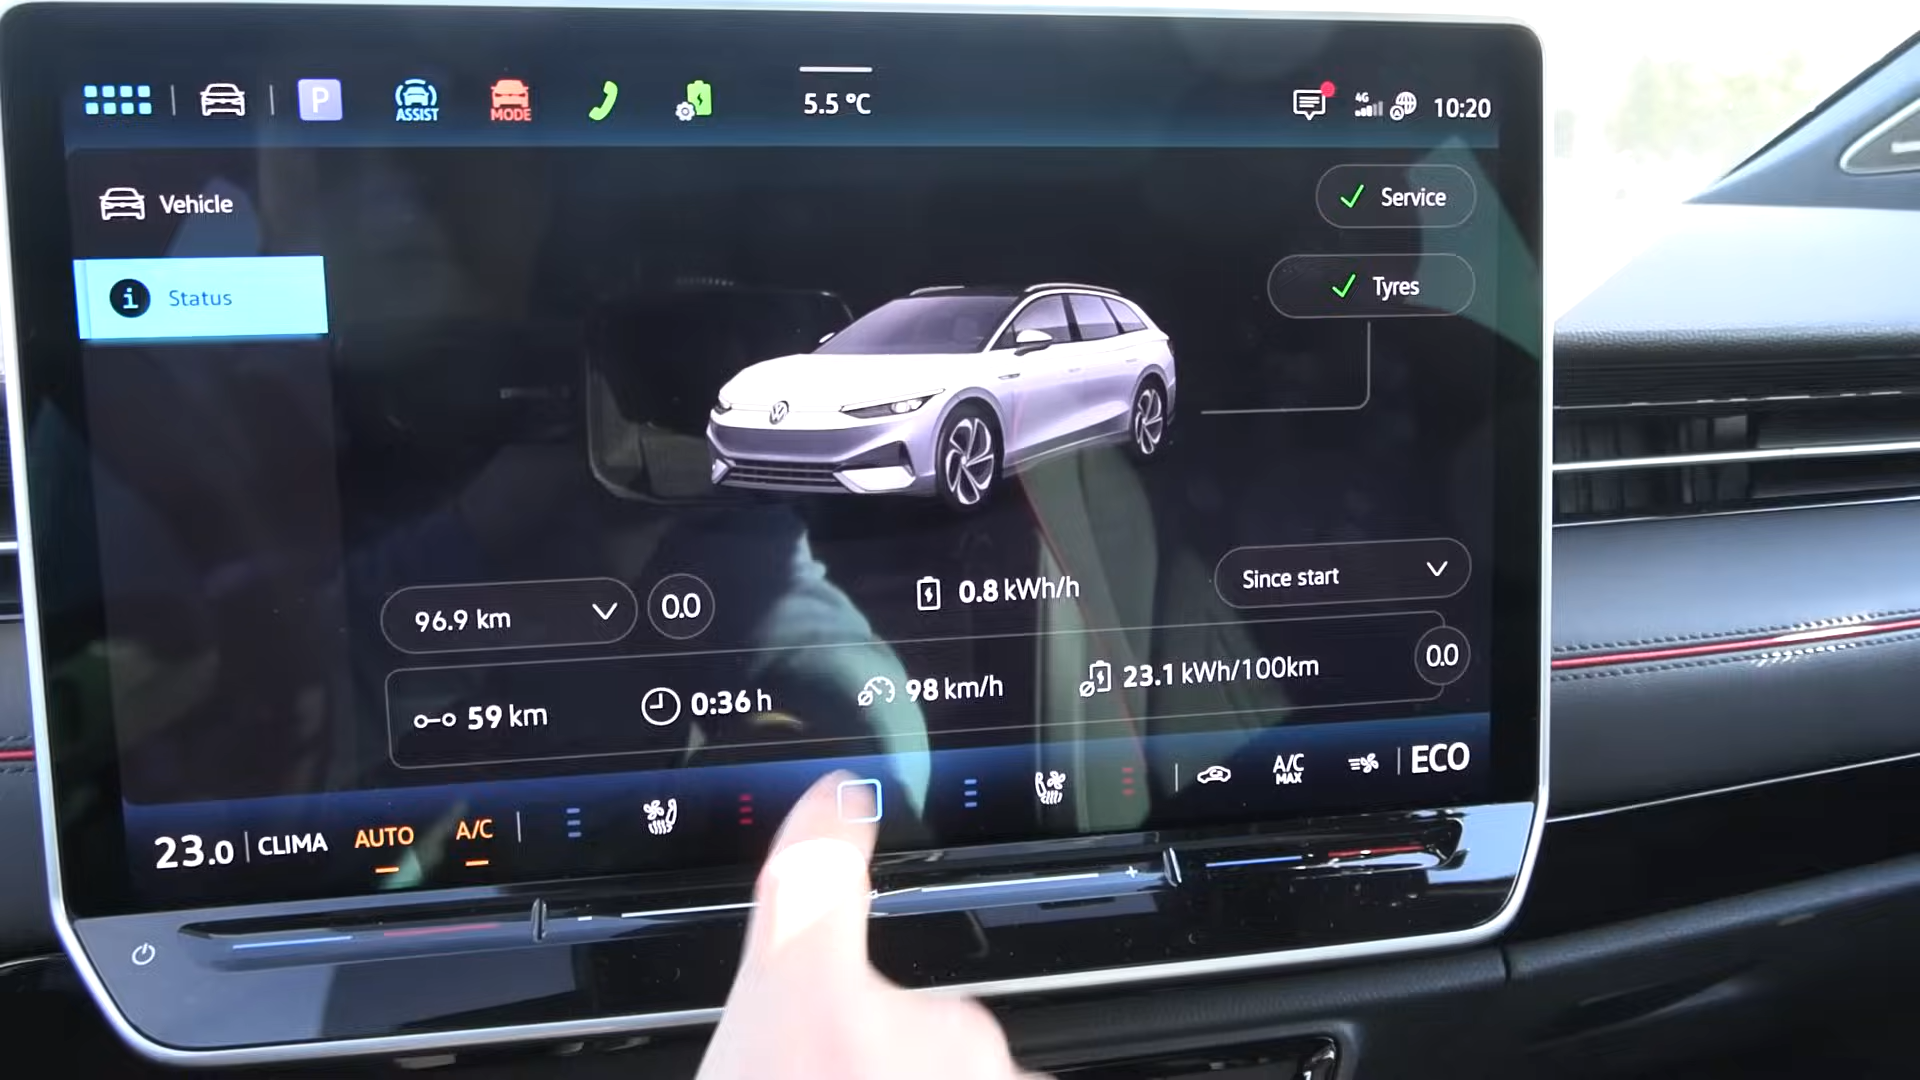 P ASSIST MODE 5.5 °C 4G 10:20
Vehicle
Service
Status
Tyres
96.9 km 0.0 0.8 kWh/h Since start
59 km 0:36 h 98 km/h 23.1 kWh/100km 0.0
23.0 CLIMA AUTO A/C A/C MAX ECO